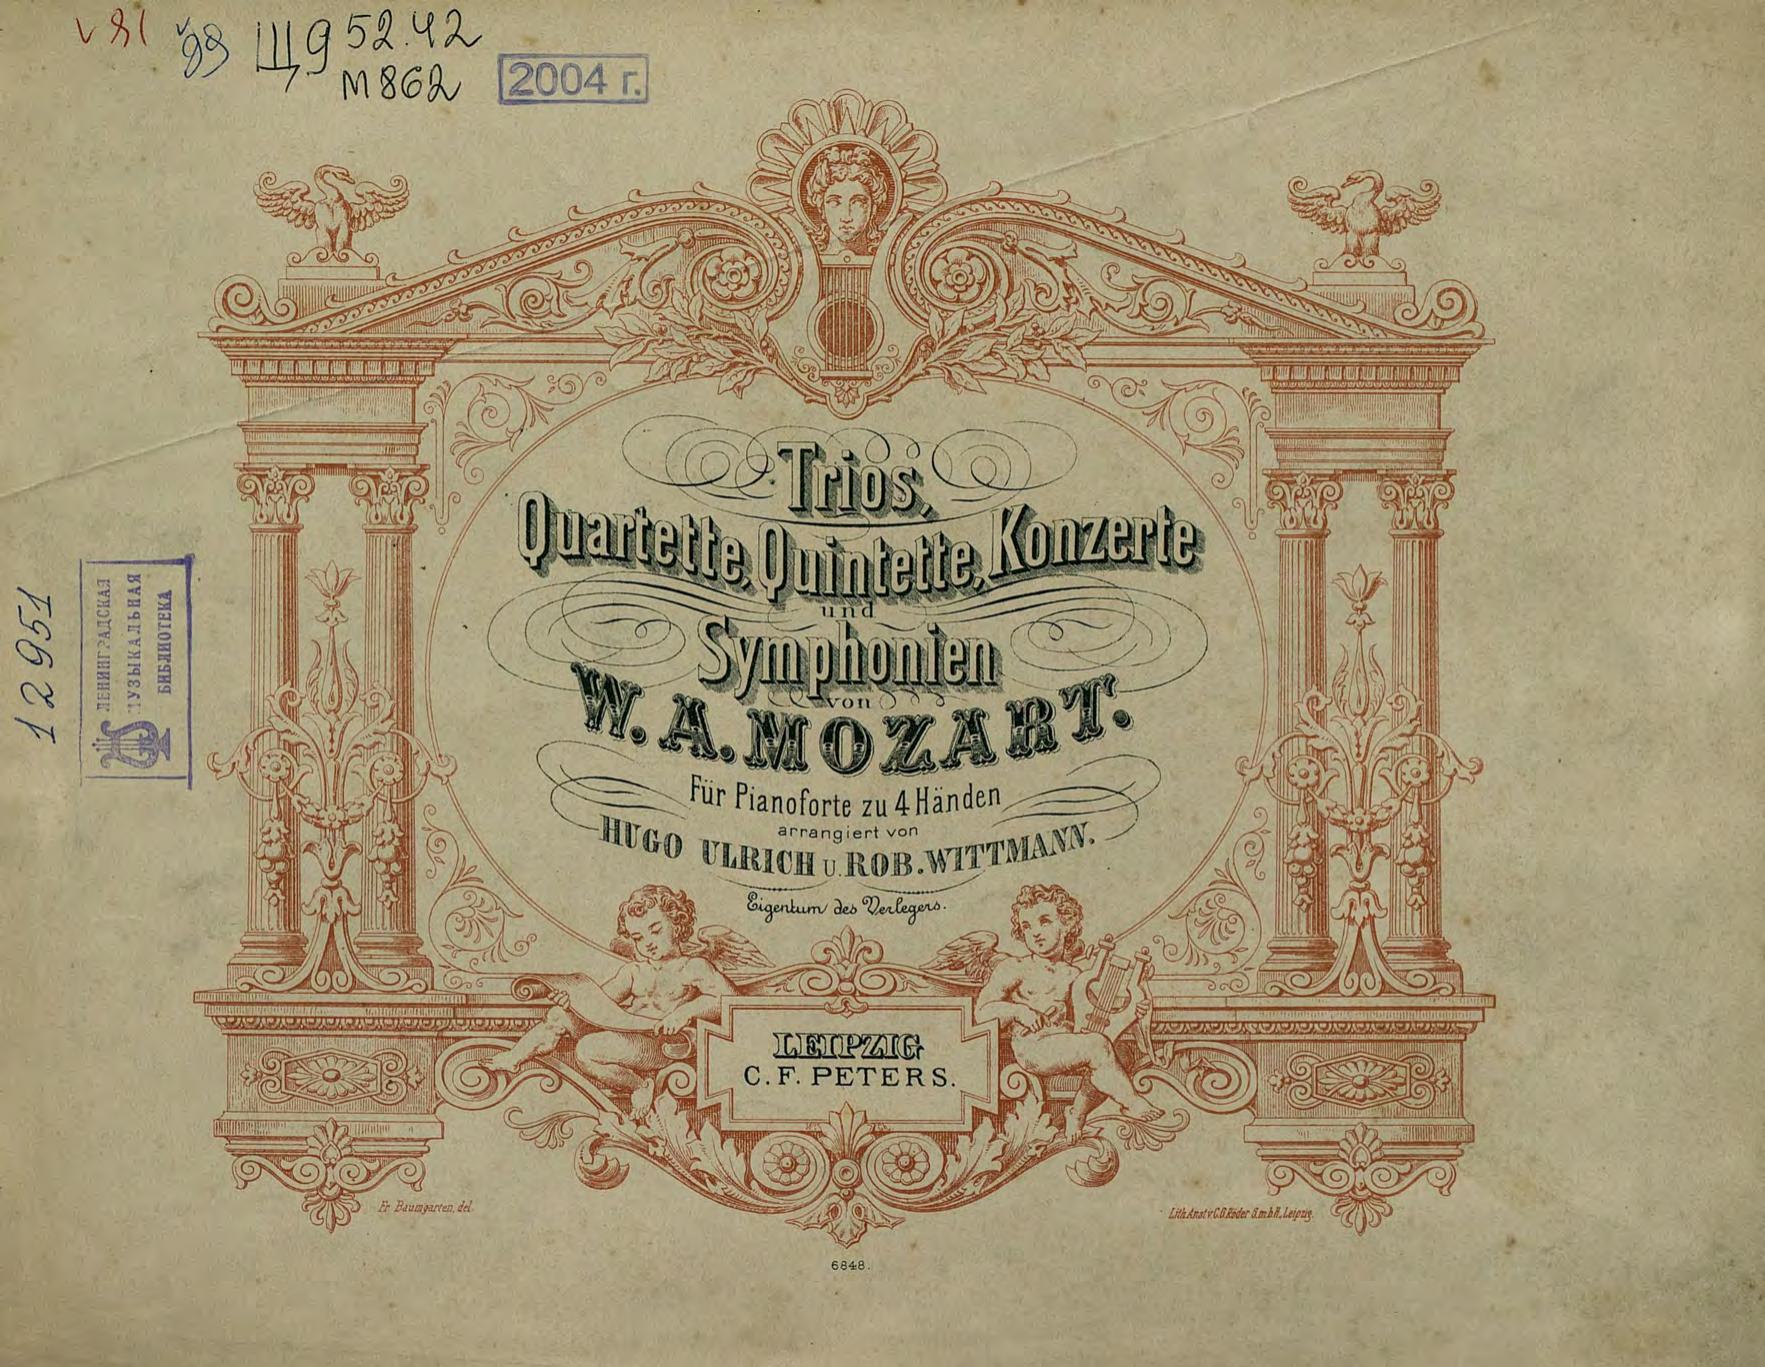 V 81 98 Щ9 52.42
М862
2004 г.
Trios,
Quartette, Quintette, Konzerte
und
Symphonien
von
W. A. MOZART.
Für Pianoforte zu 4 Händen
arrangiert von
HUGO ULRICH U. ROB. WITTMANN.
Eigentum des Verlegers.
LEIPZIG
C. F. PETERS.
Fr. Baumgarten, del.
Lith. Anst. v. C. G. Röder G.m.b.H., Leipzig.
6848.
12951
ЛЕНИНГРАДСКАЯ
МУЗЫКАЛЬНАЯ
БИБЛИОТЕКА